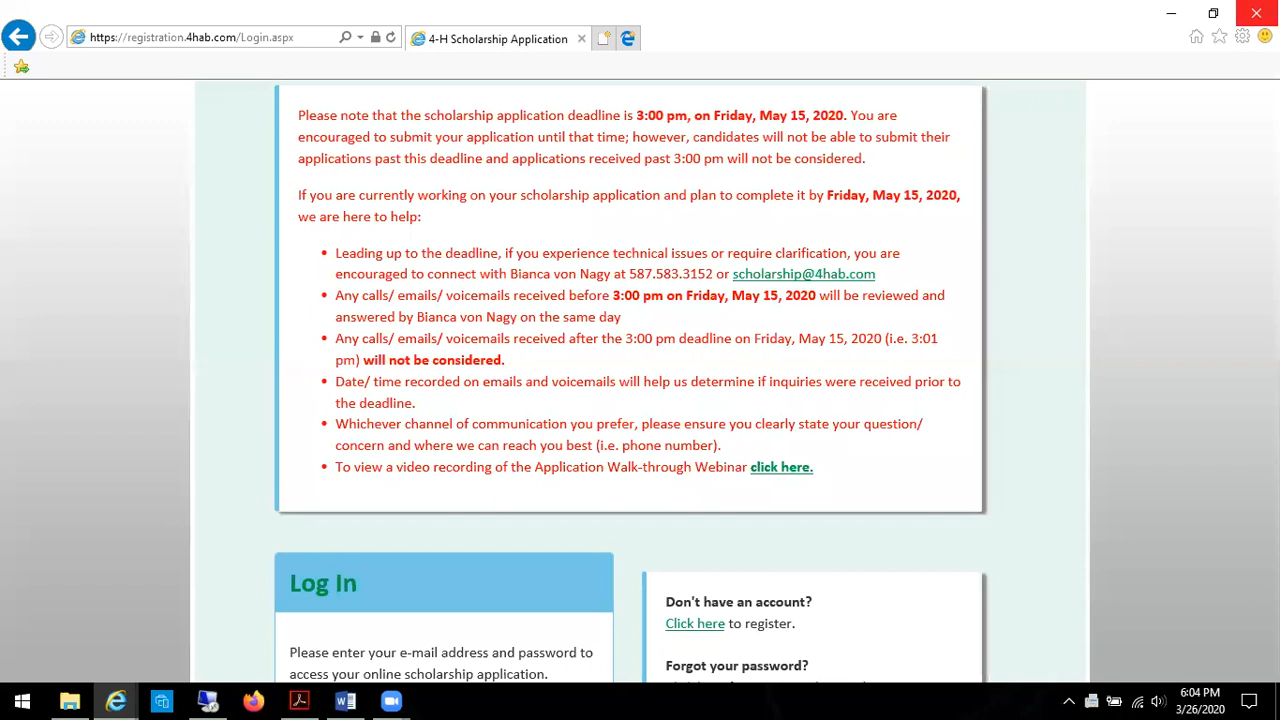 https://registration.4hab.com/Login.aspx
4-H Scholarship Application
Please note that the scholarship application deadline is 3:00 pm, on Friday, May 15, 2020. You are
encouraged to submit your application until that time; however, candidates will not be able to submit their
applications past this deadline and applications received past 3:00 pm will not be considered.
If you are currently working on your scholarship application and plan to complete it by Friday, May 15, 2020,
we are here to help:
• Leading up to the deadline, if you experience technical issues or require clarification, you are
encouraged to connect with Bianca von Nagy at 587.583.3152 or scholarship@4hab.com
• Any calls/ emails/ voicemails received before 3:00 pm on Friday, May 15, 2020 will be reviewed and
answered by Bianca von Nagy on the same day
• Any calls/ emails/ voicemails received after the 3:00 pm deadline on Friday, May 15, 2020 (i.e. 3:01
pm) will not be considered.
• Date/ time recorded on emails and voicemails will help us determine if inquiries were received prior to
the deadline.
• Whichever channel of communication you prefer, please ensure you clearly state your question/
concern and where we can reach you best (i.e. phone number).
• To view a video recording of the Application Walk-through Webinar click here.
Log In
Please enter your e-mail address and password to
access your online scholarship application.
Don't have an account?
Click here to register.
Forgot your password?
6:04 PM
3/26/2020